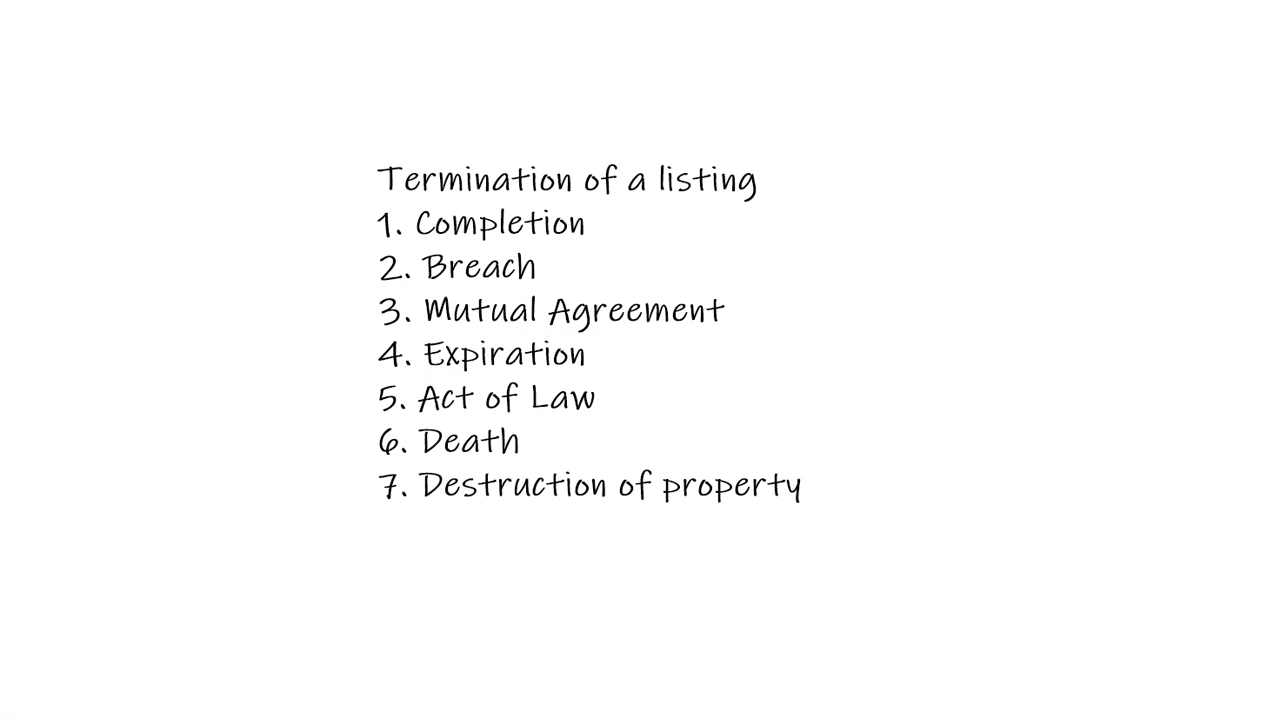 Termination of a listing
1. Completion
2. Breach
3. Mutual Agreement
4. Expiration
5. Act of Law
6. Death
7. Destruction of property